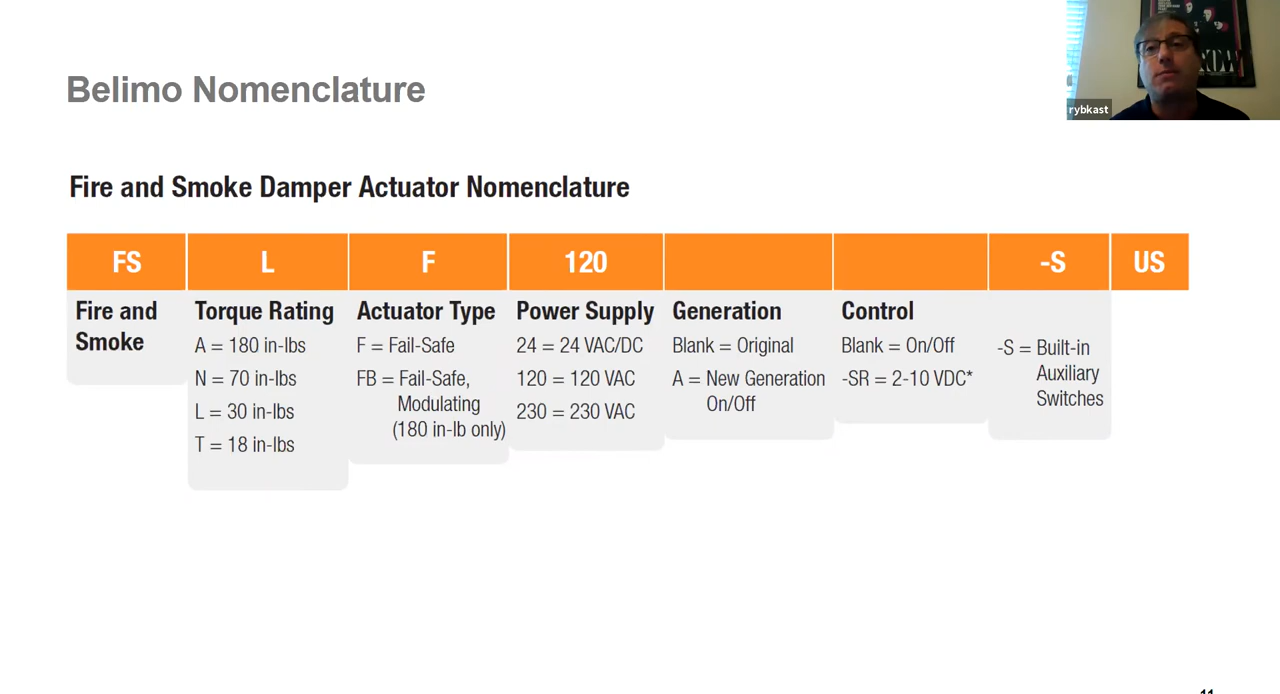 rybkast
Belimo Nomenclature
Fire and Smoke Damper Actuator Nomenclature
FS L F 120 -S US
Fire and
Smoke
Torque Rating
A = 180 in-lbs
N = 70 in-lbs
L = 30 in-lbs
T = 18 in-lbs
Actuator Type
F = Fail-Safe
FB = Fail-Safe,
Modulating
(180 in-lb only)
Power Supply
24 = 24 VAC/DC
120 = 120 VAC
230 = 230 VAC
Generation
Blank = Original
A = New Generation
On/Off
Control
Blank = On/Off
-SR = 2-10 VDC*
-S = Built-in
Auxiliary
Switches